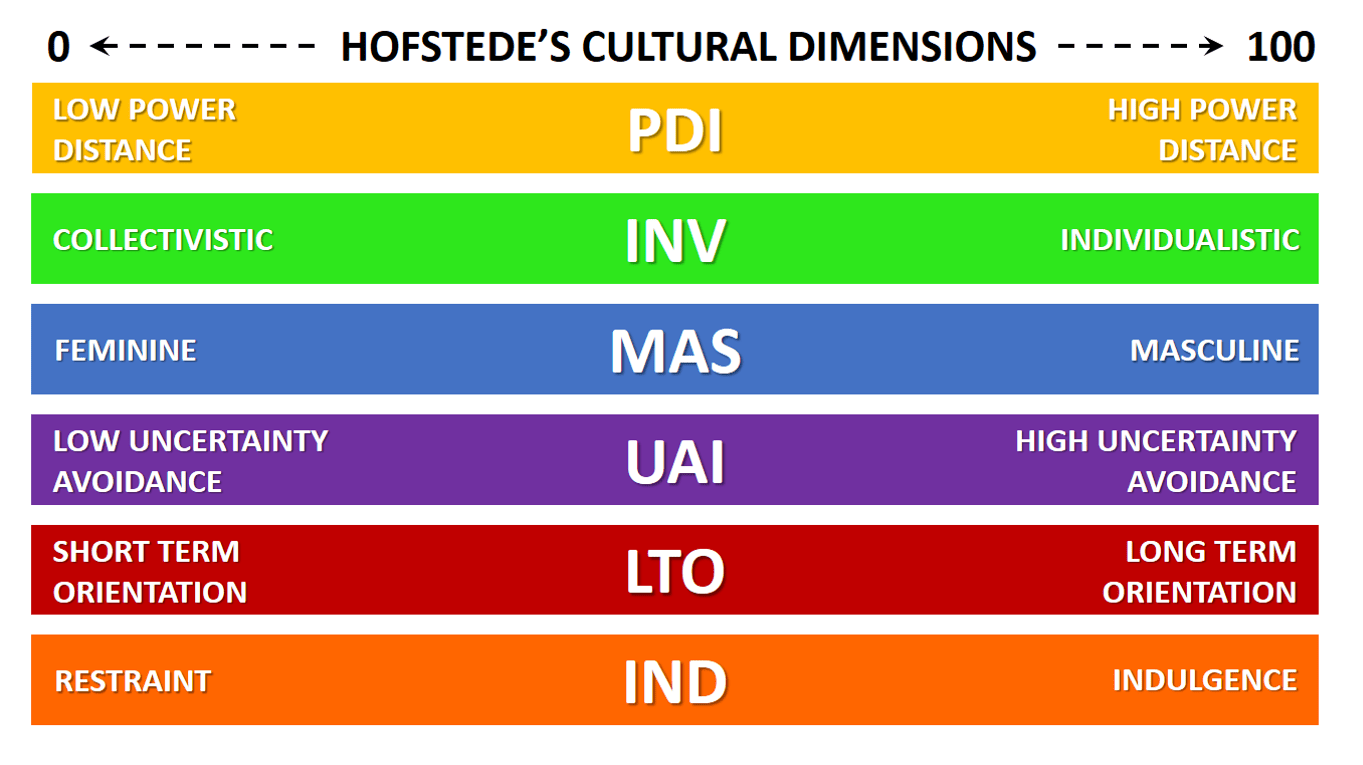 0 HOFSTEDE'S CULTURAL DIMENSIONS 100
LOW POWER
DISTANCE
PDI
HIGH POWER
DISTANCE
COLLECTIVISTIC
INV
INDIVIDUALISTIC
FEMININE
MAS
MASCULINE
LOW UNCERTAINTY
AVOIDANCE
UAI
HIGH UNCERTAINTY
AVOIDANCE
SHORT TERM
ORIENTATION
LTO
LONG TERM
ORIENTATION
RESTRAINT
IND
INDULGENCE